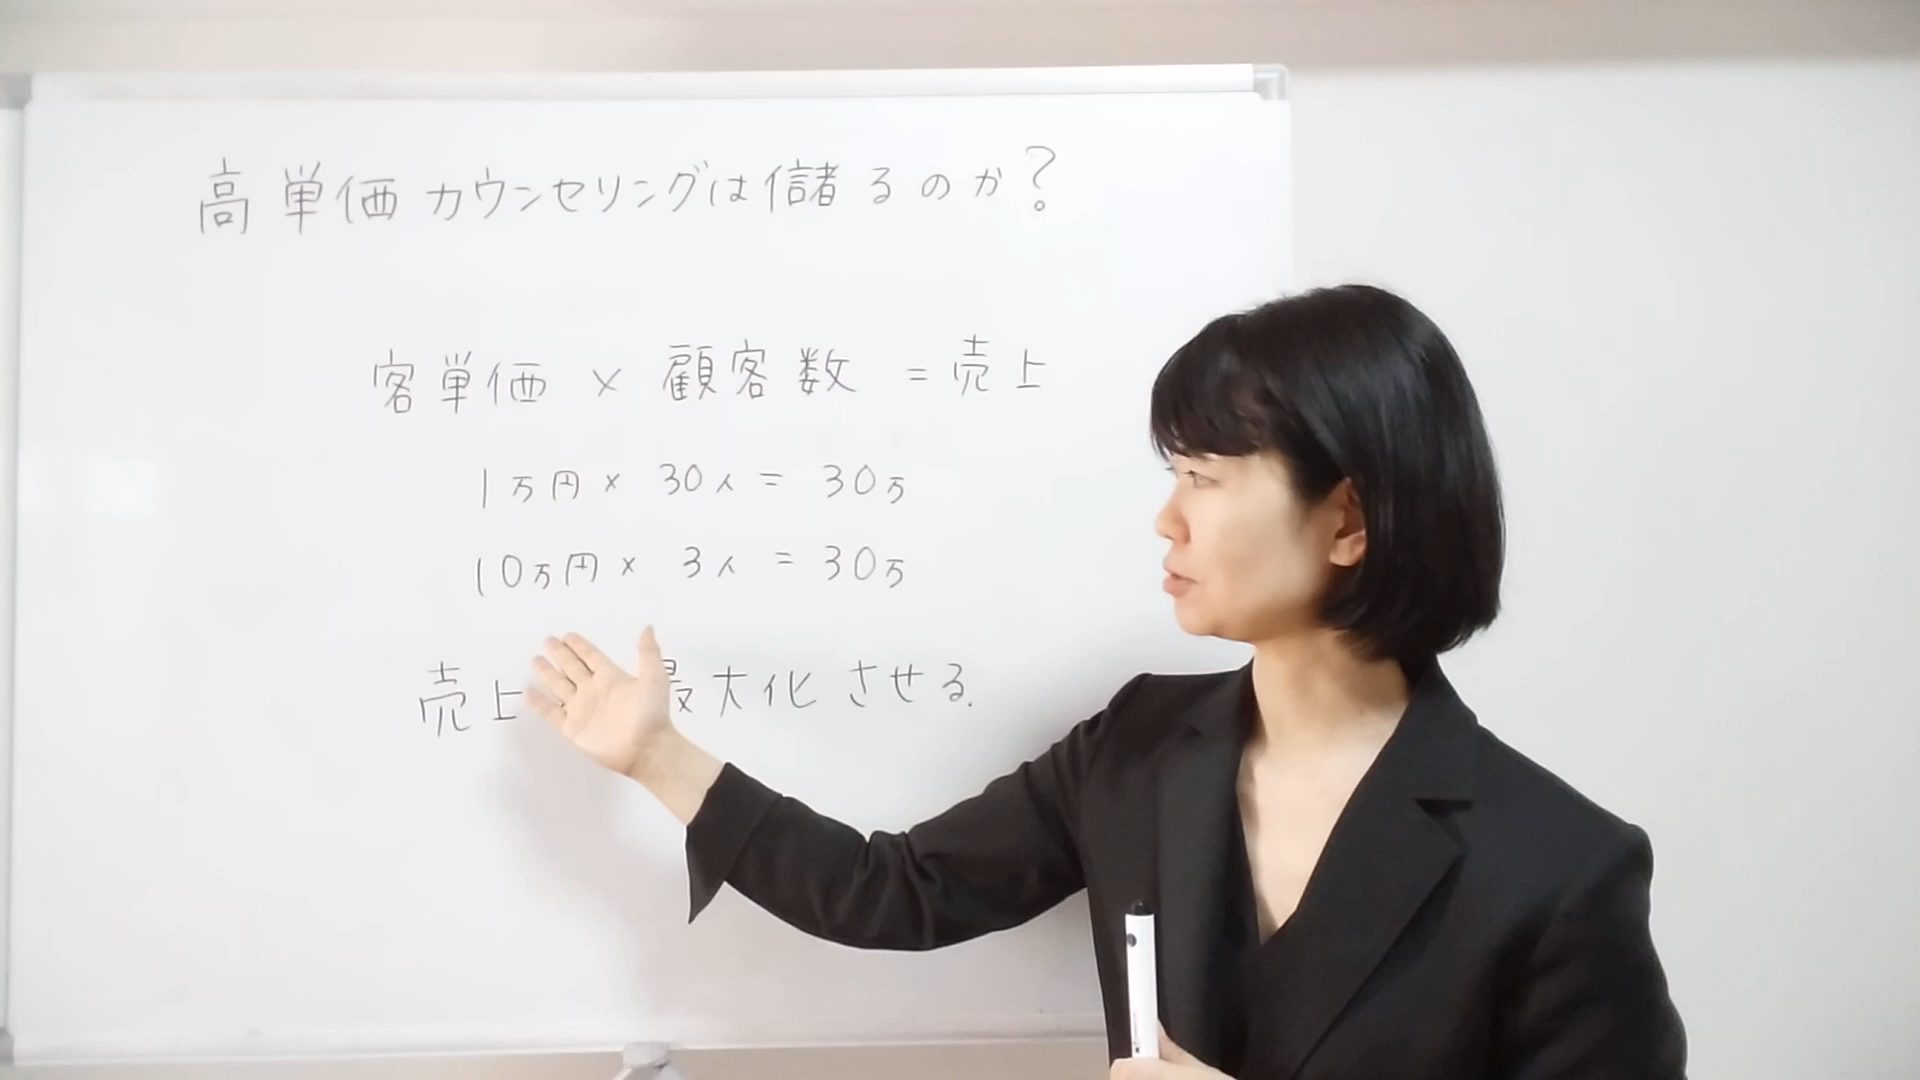 高単価カウンセリングは儲るのか?
客単価 × 顧客数 = 売上
1万円 × 30人 = 30万
10万円 × 3人 = 30万
売上 最大化させる.